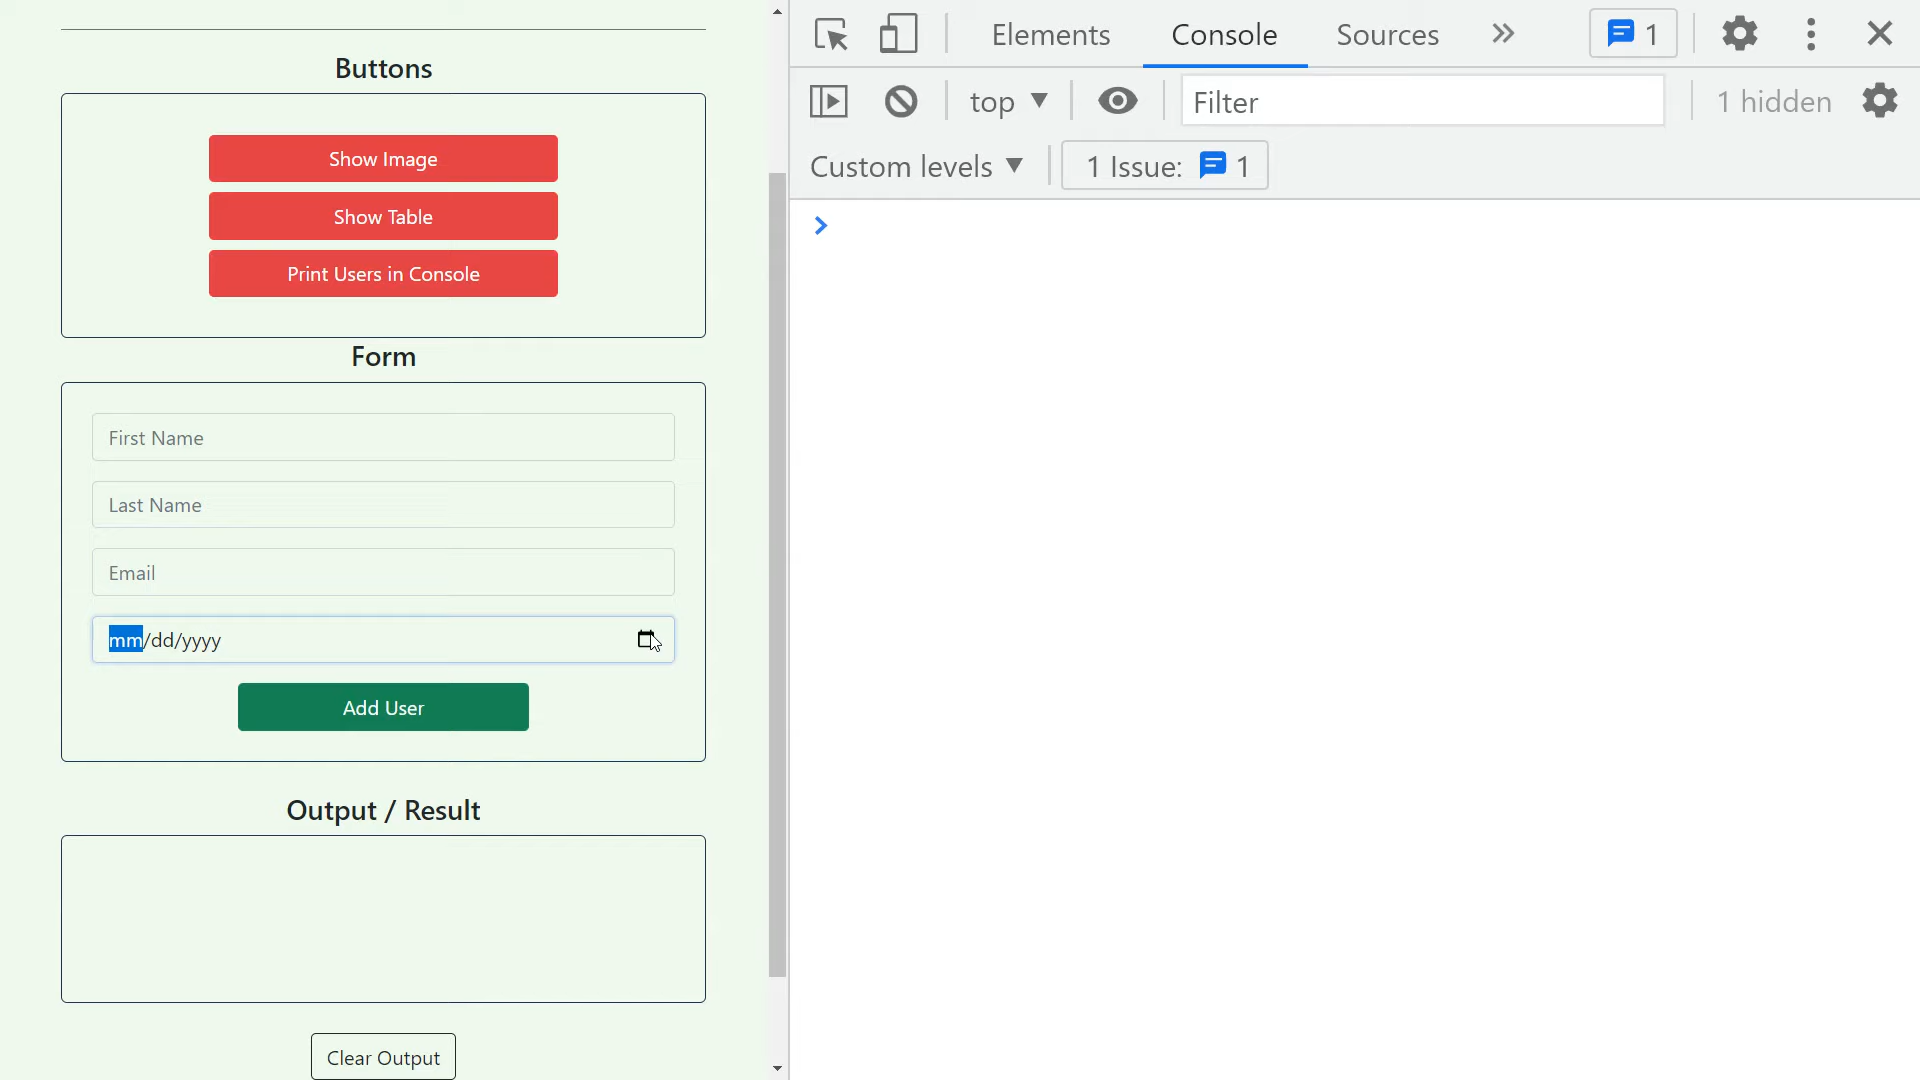 Buttons
Show Image
Show Table
Print Users in Console
Form
First Name
Last Name
Email
mm/dd/yyyy
Add User
Output / Result
Clear Output
Elements Console Sources 1
top Filter 1 hidden
Custom levels 1 Issue: 1